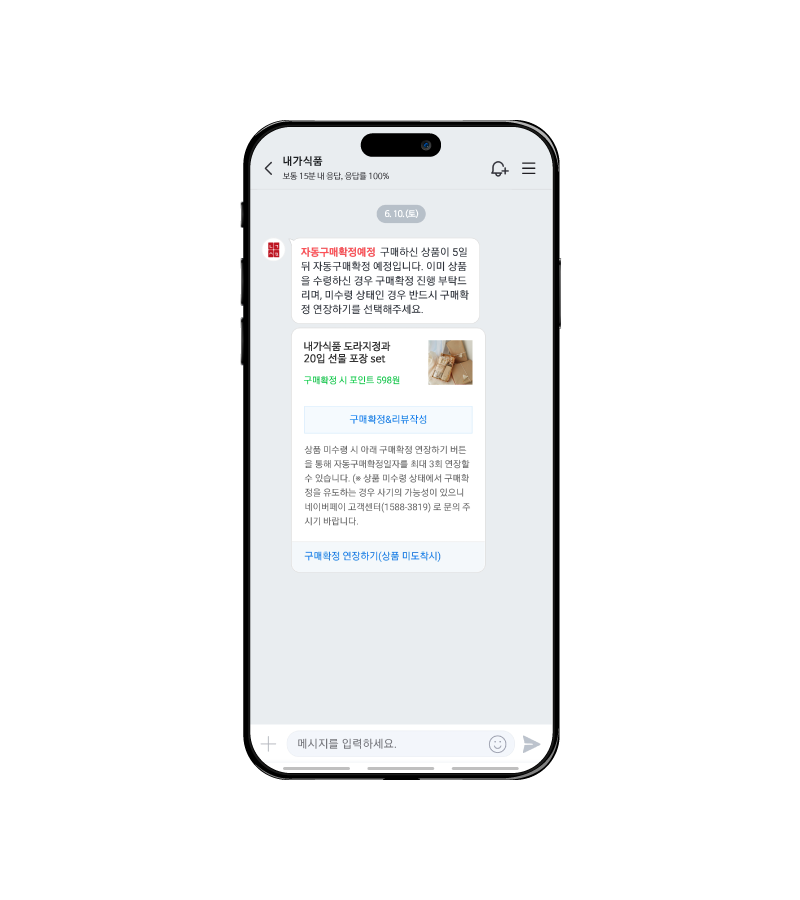 내가식품
보통 15분 내 응답, 응답률 100%
6. 10. (토)
자동구매확정예정 구매하신 상품이 5일
뒤 자동구매확정 예정입니다. 이미 상품
을 수령하신 경우 구매확정 진행 부탁드
리며, 미수령 상태인 경우 반드시 구매확
정 연장하기를 선택해주세요.
내가식품 도라지정과
20입 선물 포장 set
구매확정 시 포인트 598원
구매확정&리뷰작성
상품 미수령 시 아래 구매확정 연장하기 버튼
을 통해 자동구매확정일자를 최대 3회 연장할
수 있습니다. (※ 상품 미수령 상태에서 구매확
정을 유도하는 경우 사기의 가능성이 있으니
네이버페이 고객센터(1588-3819) 로 문의 주
시기 바랍니다.
구매확정 연장하기(상품 미도착시)
메시지를 입력하세요.